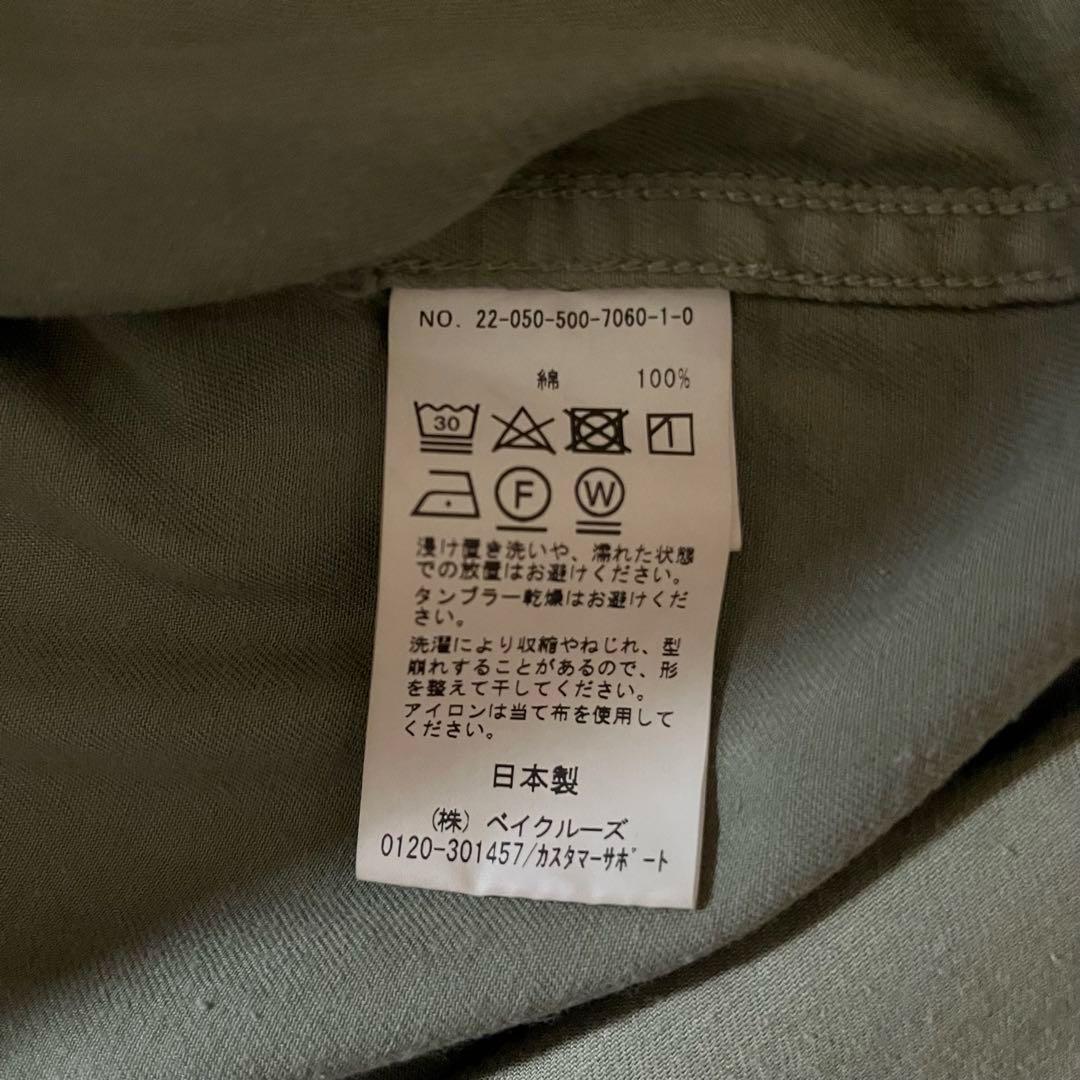 NO. 22-050-500-7060-1-0
綿 100%
30
F W
浸け置き洗いや、濡れた状態
での放置はお避けください。
タンブラー乾燥はお避けくだ
さい。
洗濯により収縮やねじれ、型
崩れすることがあるので、形
を整えて干してください。
アイロンは当て布を使用して
ください。
日本製
(株) ベイクルーズ
0120-301457/カスタマーサポート